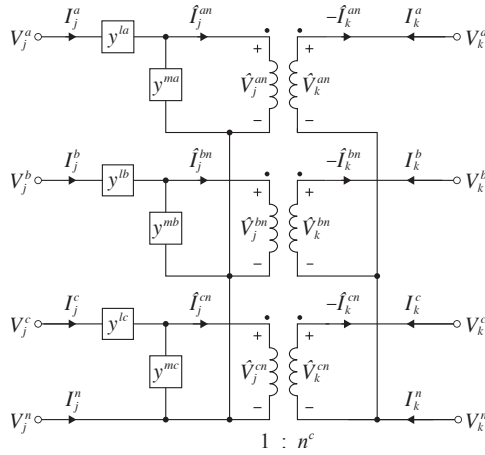 I_j^a Î_j^{an} −Î_k^{an} I_k^a
V_j^a y^{la} + + V_k^a
y^{ma} V̂_j^{an} V̂_k^{an}
− −
I_j^b Î_j^{bn} −Î_k^{bn} I_k^b
V_j^b y^{lb} + + V_k^b
y^{mb} V̂_j^{bn} V̂_k^{bn}
− −
I_j^c Î_j^{cn} −Î_k^{cn} I_k^c
V_j^c y^{lc} + + V_k^c
y^{mc} V̂_j^{cn} V̂_k^{cn}
I_j^n I_k^n
V_j^n − − V_k^n
1 : n^c